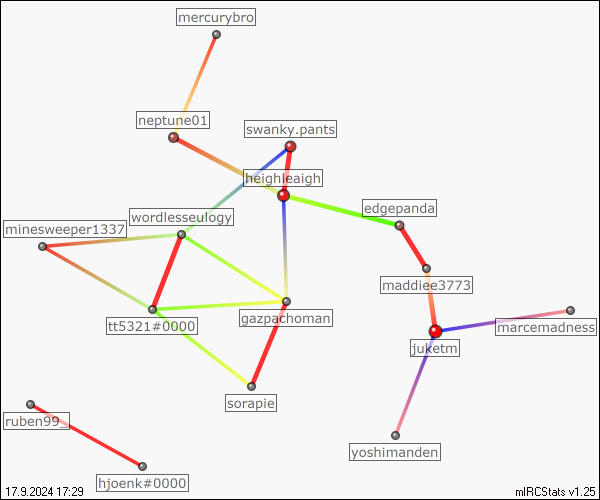 mercurybro
neptune01
swanky.pants
heighleaigh
edgepanda
wordlesseulogy
minesweeper1337
maddiee3773
tt5321#0000
gazpachoman
marcemadness
juketm
sorapie
ruben99_
yoshimanden
hjoenk#0000
17.9.2024 17:29
mIRCStats v1.25